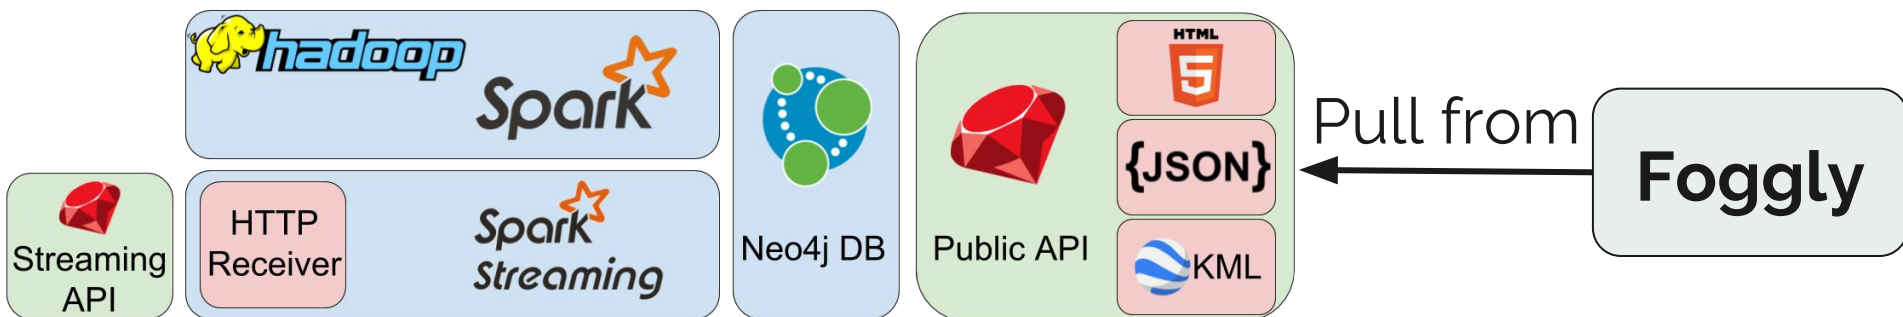 hadoop
Spark
Streaming
API
HTTP
Receiver
Spark
Streaming
Neo4j DB
Public API
HTML
5
{JSON}
KML
Pull from
Foggly